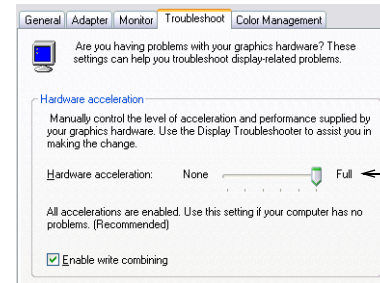 General Adapter Monitor Troubleshoot Color Management
Are you having problems with your graphics hardware? These
settings can help you troubleshoot display-related problems.
Hardware acceleration
Manually control the level of acceleration and performance supplied by
your graphics hardware. Use the Display Troubleshooter to assist you in
making the change.
Hardware acceleration: None Full
All accelerations are enabled. Use this setting if your computer has no
problems. (Recommended)
Enable write combining